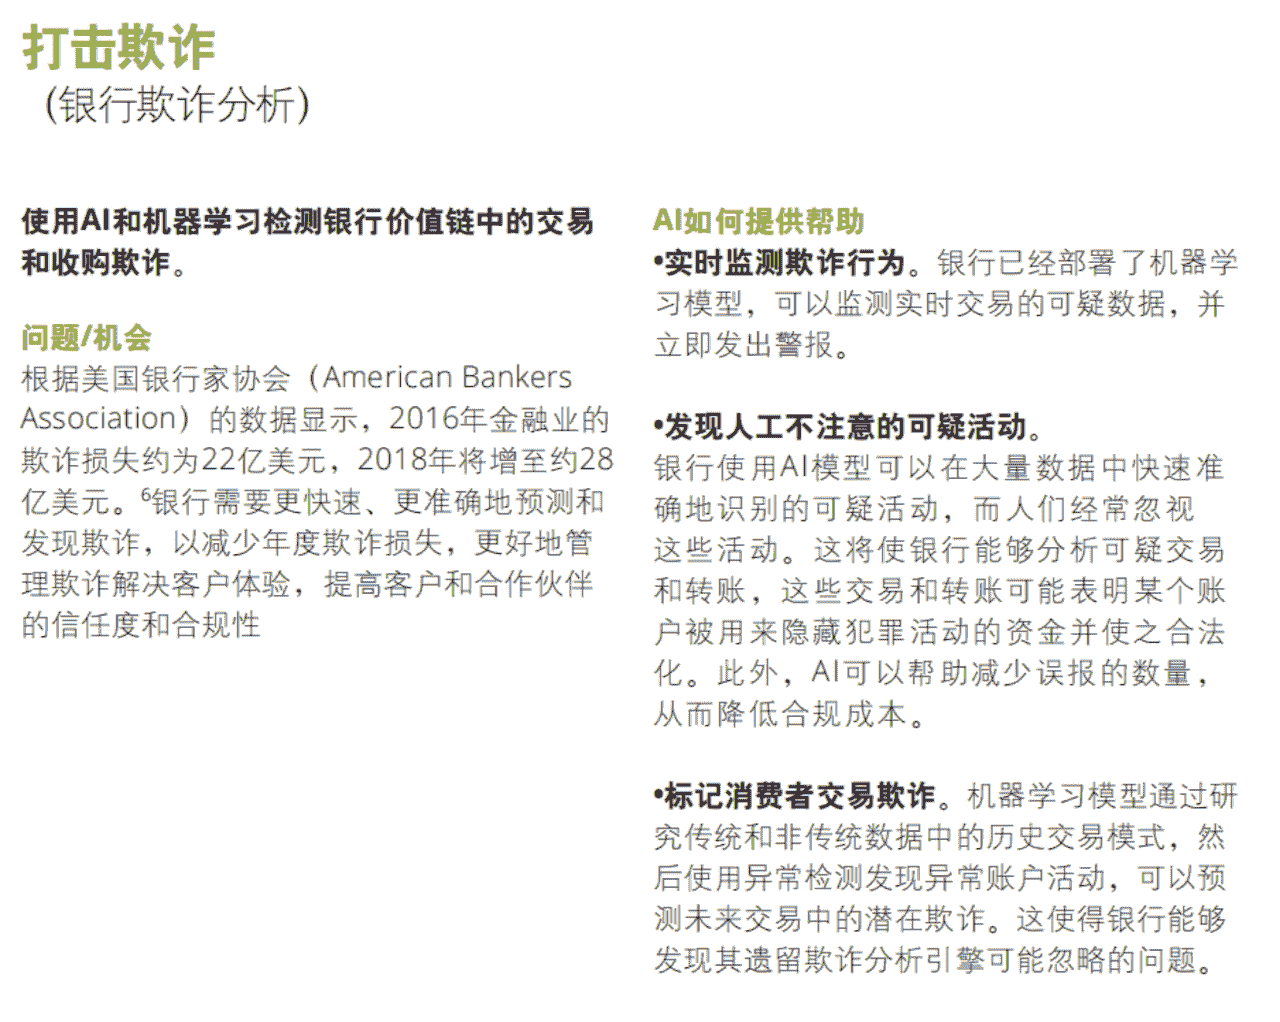 打击欺诈
（银行欺诈分析）
使用AI和机器学习检测银行价值链中的交易
和收购欺诈。
问题/机会
根据美国银行家协会（American Bankers
Association）的数据显示，2016年金融业的
欺诈损失约为22亿美元，2018年将增至约28
亿美元。⁶银行需要更快速、更准确地预测和
发现欺诈，以减少年度欺诈损失，更好地管
理欺诈解决客户体验，提高客户和合作伙伴
的信任度和合规性
AI如何提供帮助
•实时监测欺诈行为。银行已经部署了机器学
习模型，可以监测实时交易的可疑数据，并
立即发出警报。
•发现人工不注意的可疑活动。
银行使用AI模型可以在大量数据中快速准
确地识别的可疑活动，而人们经常忽视
这些活动。这将使银行能够分析可疑交易
和转账，这些交易和转账可能表明某个账
户被用来隐藏犯罪活动的资金并使之合法
化。此外，AI可以帮助减少误报的数量，
从而降低合规成本。
•标记消费者交易欺诈。机器学习模型通过研
究传统和非传统数据中的历史交易模式，然
后使用异常检测发现异常账户活动，可以预
测未来交易中的潜在欺诈。这使得银行能够
发现其遗留欺诈分析引擎可能忽略的问题。